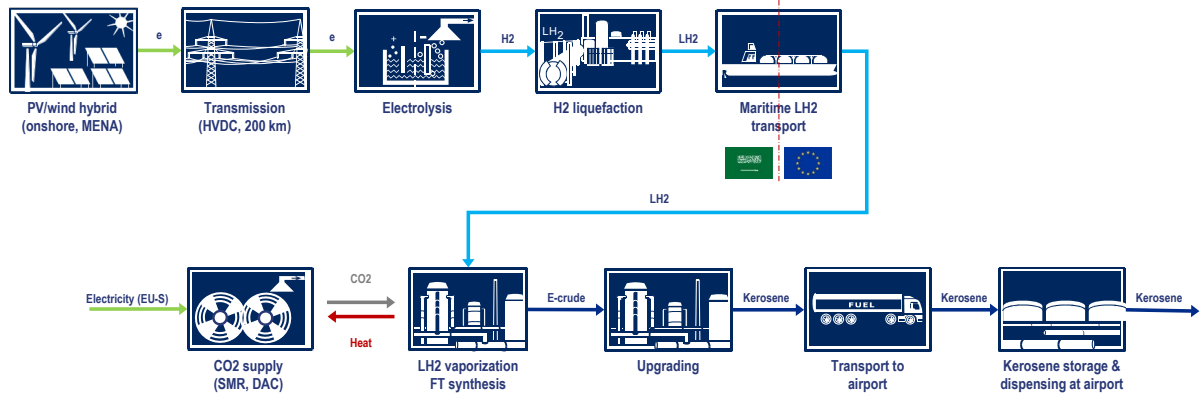 e
e
H2
LH2
LH₂
+
-
PV/wind hybrid
(onshore, MENA)
Transmission
(HVDC, 200 km)
Electrolysis
H2 liquefaction
Maritime LH2
transport
LH2
Electricity (EU-S)
CO2
Heat
E-crude
Kerosene
Kerosene
Kerosene
FUEL
CO2 supply
(SMR, DAC)
LH2 vaporization
FT synthesis
Upgrading
Transport to
airport
Kerosene storage &
dispensing at airport